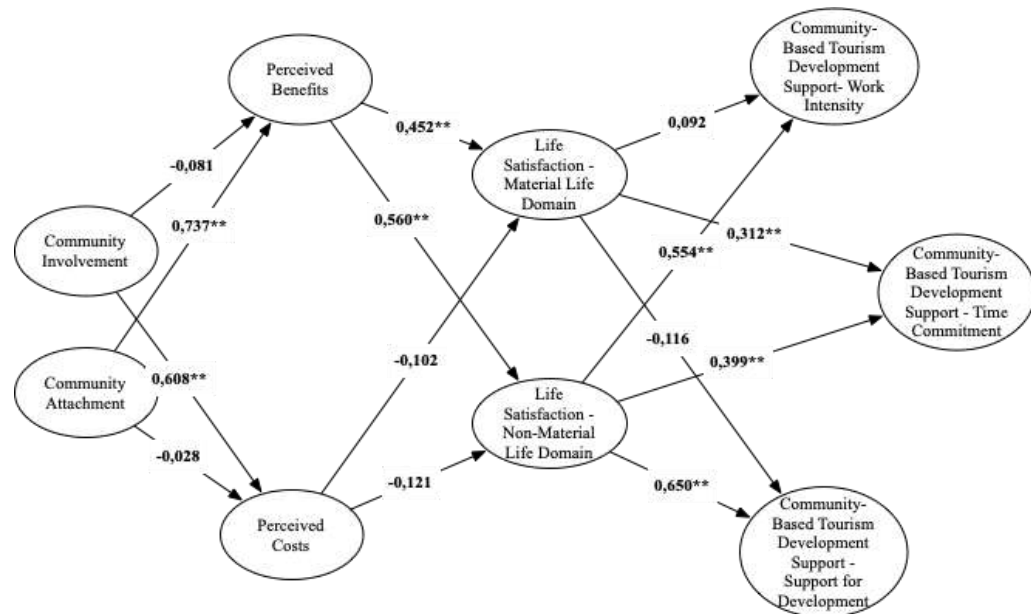 Community-
Based Tourism
Development
Support- Work
Intensity
Perceived
Benefits
0,452**
0,092
Life
Satisfaction -
Material Life
Domain
-0,081
0,737**
0,560**
0,312**
0,554**
Community
Involvement
Community-
Based Tourism
Development
Support - Time
Commitment
-0,116
-0,102
0,399**
Community
Attachment
0,608**
Life
Satisfaction -
Non-Material
Life Domain
-0,028
-0,121
0,650**
Perceived
Costs
Community-
Based Tourism
Development
Support -
Support for
Development